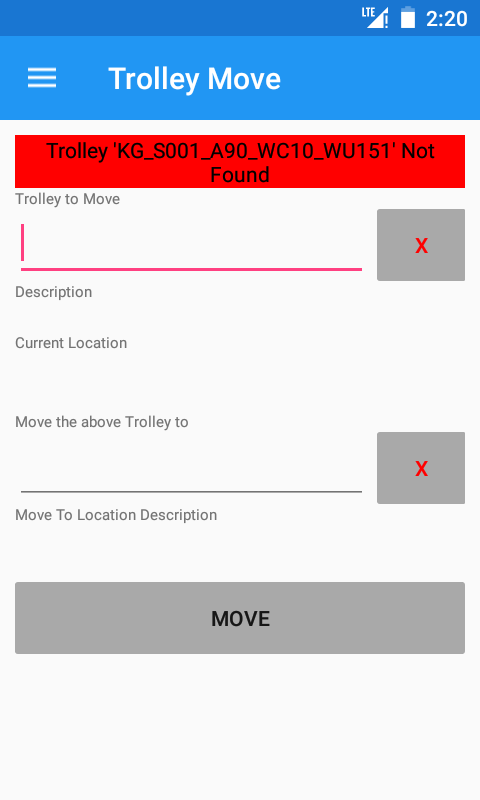 LTE 2:20
Trolley Move
Trolley 'KG_S001_A90_WC10_WU151' Not
Found
Trolley to Move
X
Description
Current Location
Move the above Trolley to
X
Move To Location Description
MOVE